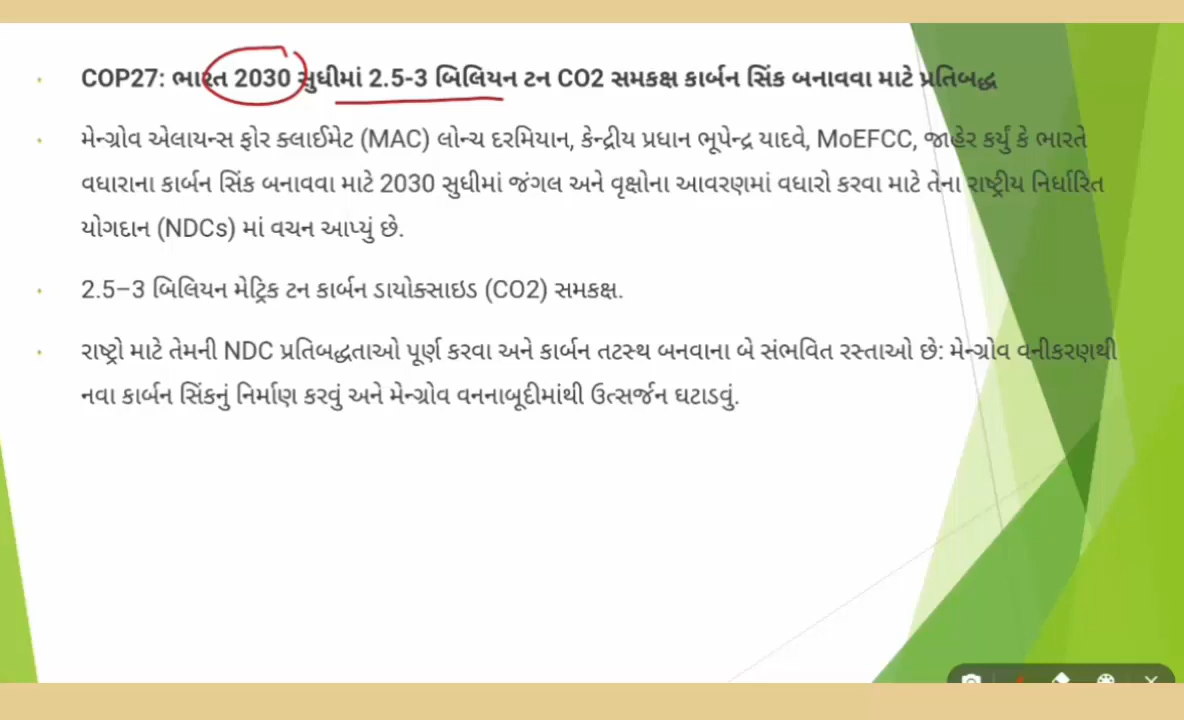 COP27: ભારત 2030 સુધીમાં 2.5-3 બિલિયન ટન CO2 સમકક્ષ કાર્બન સિંક બનાવવા માટે પ્રતિબદ્ધ
મેન્ગ્રોવ એલાયન્સ ફોર ક્લાઈમેટ (MAC) લોન્ચ દરમિયાન, કેન્દ્રીય પ્રધાન ભૂપેન્દ્ર યાદવે, MoEFCC, જાહેર કર્યું કે ભારતે
વધારાના કાર્બન સિંક બનાવવા માટે 2030 સુધીમાં જંગલ અને વૃક્ષોના આવરણમાં વધારો કરવા માટે તેના રાષ્ટ્રીય નિર્ધારિત
યોગદાન (NDCs) માં વચન આપ્યું છે.
2.5–3 બિલિયન મેટ્રિક ટન કાર્બન ડાયોક્સાઇડ (CO2) સમકક્ષ.
રાષ્ટ્રો માટે તેમની NDC પ્રતિબદ્ધતાઓ પૂર્ણ કરવા અને કાર્બન તટસ્થ બનવાના બે સંભવિત રસ્તાઓ છે: મેન્ગ્રોવ વનીકરણથી
નવા કાર્બન સિંકનું નિર્માણ કરવું અને મેન્ગ્રોવ વનનાબૂદીમાંથી ઉત્સર્જન ઘટાડવું.